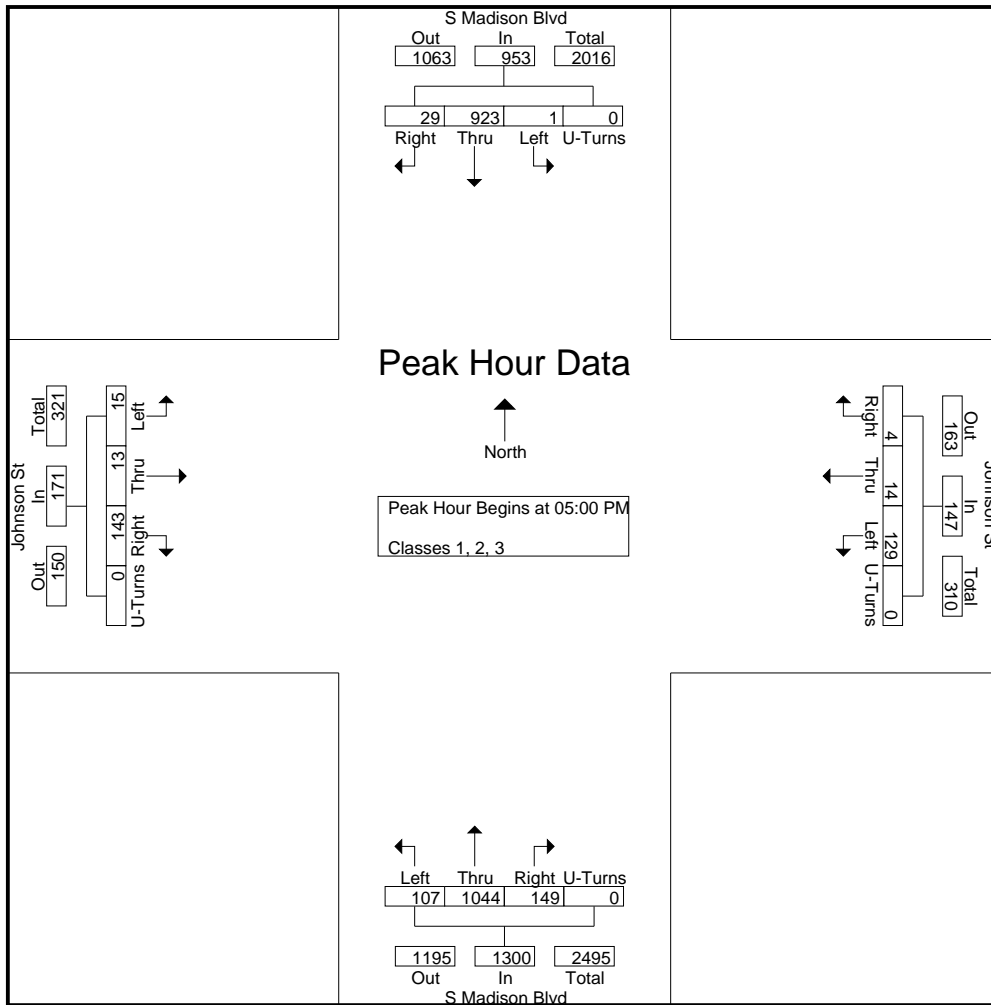 S Madison Blvd
Out In Total
1063 953 2016
29 923 1 0
Right Thru Left U-Turns
Peak Hour Data
North
Peak Hour Begins at 05:00 PM
Classes 1, 2, 3
Johnson St
Total In Out
321 171 150
15 13 143 0
Left Thru Right U-Turns
Right Thru Left U-Turns
4 14 129 0
163 147 310
Out In Total
Johnson St
Left Thru Right U-Turns
107 1044 149 0
1195 1300 2495
Out In Total
S Madison Blvd